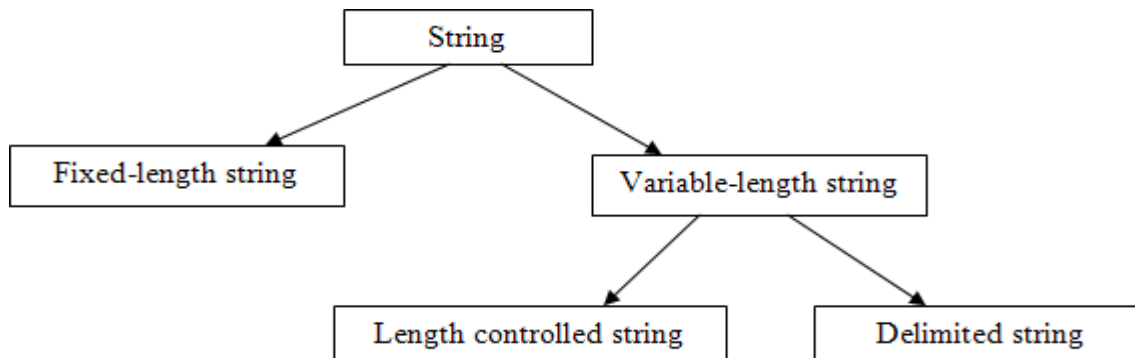 String
Fixed-length string
Variable-length string
Length controlled string
Delimited string